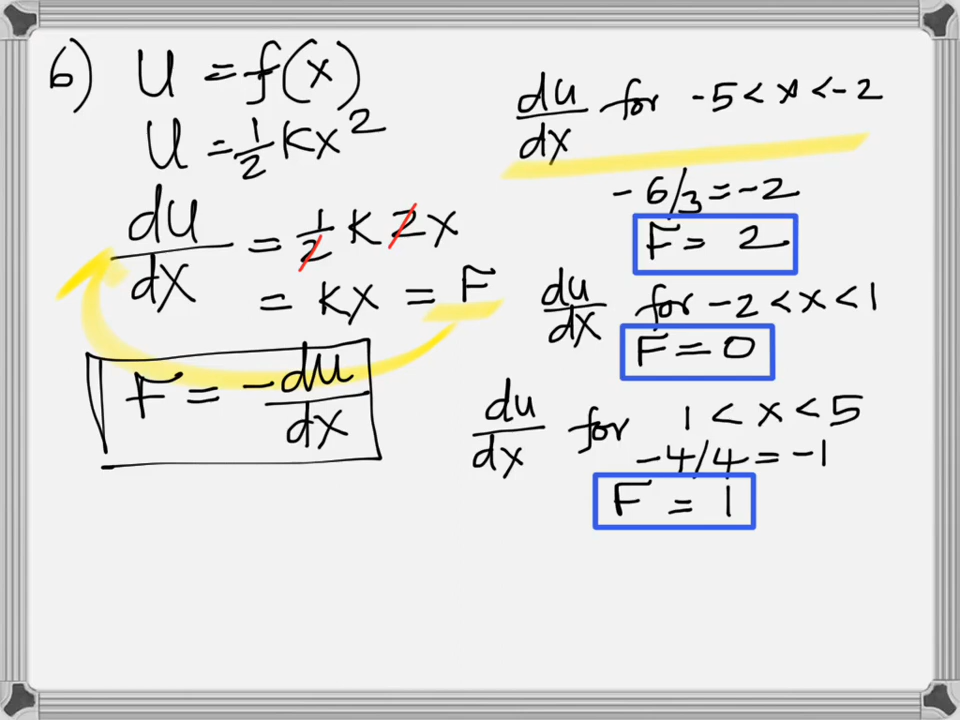 6) U = f(x)
U = 1/2 Kx²
du/dx = 1/2 K 2x
= Kx = F
F = -du/dx
du/dx for -5 < x < -2
-6/3 = -2
F = 2
du/dx for -2 < x < 1
F = 0
du/dx for 1 < x < 5
-4/4 = -1
F = 1